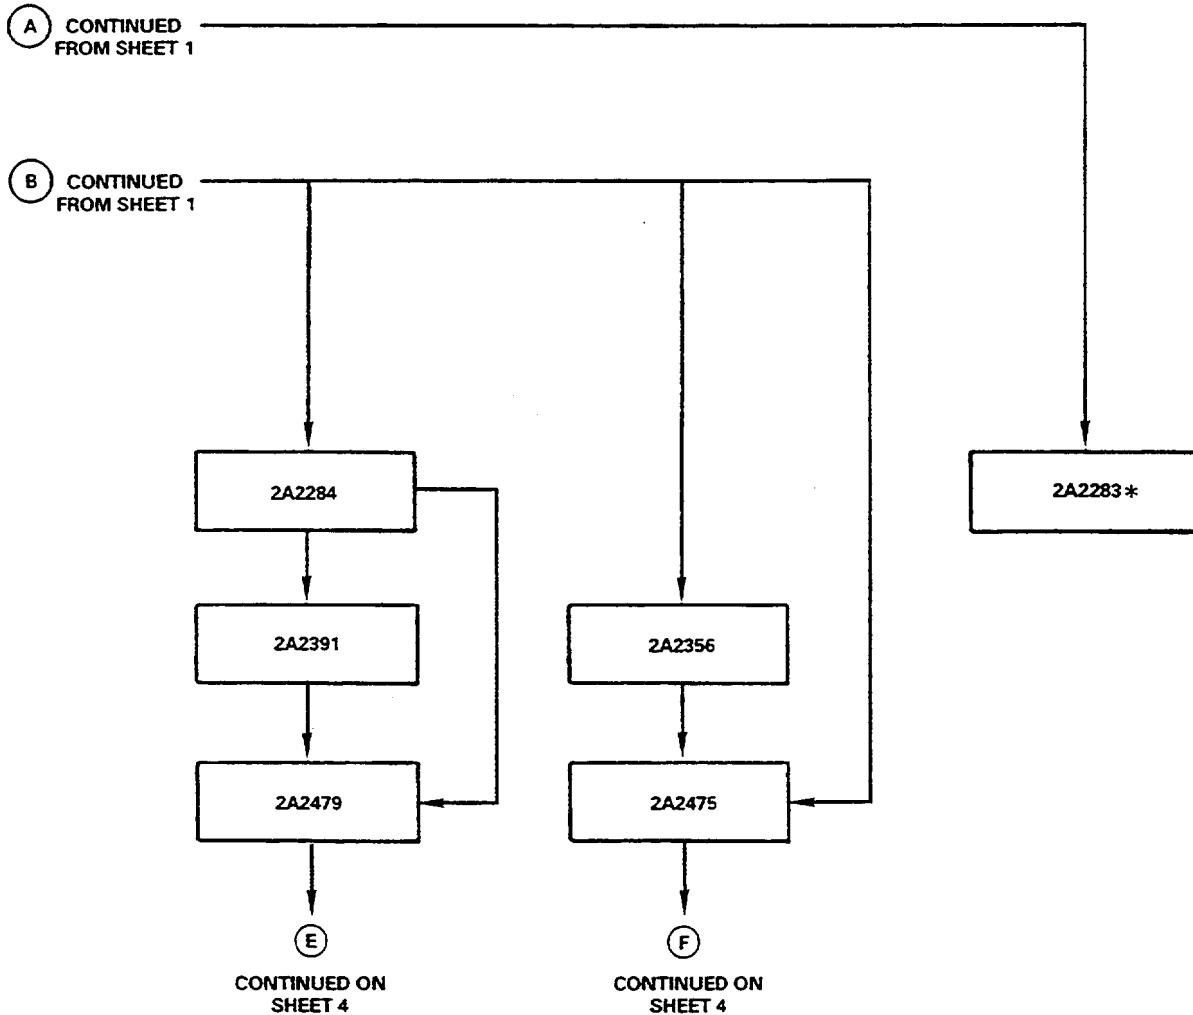 A CONTINUED
FROM SHEET 1
B CONTINUED
FROM SHEET 1
2A2284
2A2283*
2A2391
2A2356
2A2479
2A2475
E
CONTINUED ON
SHEET 4
F
CONTINUED ON
SHEET 4